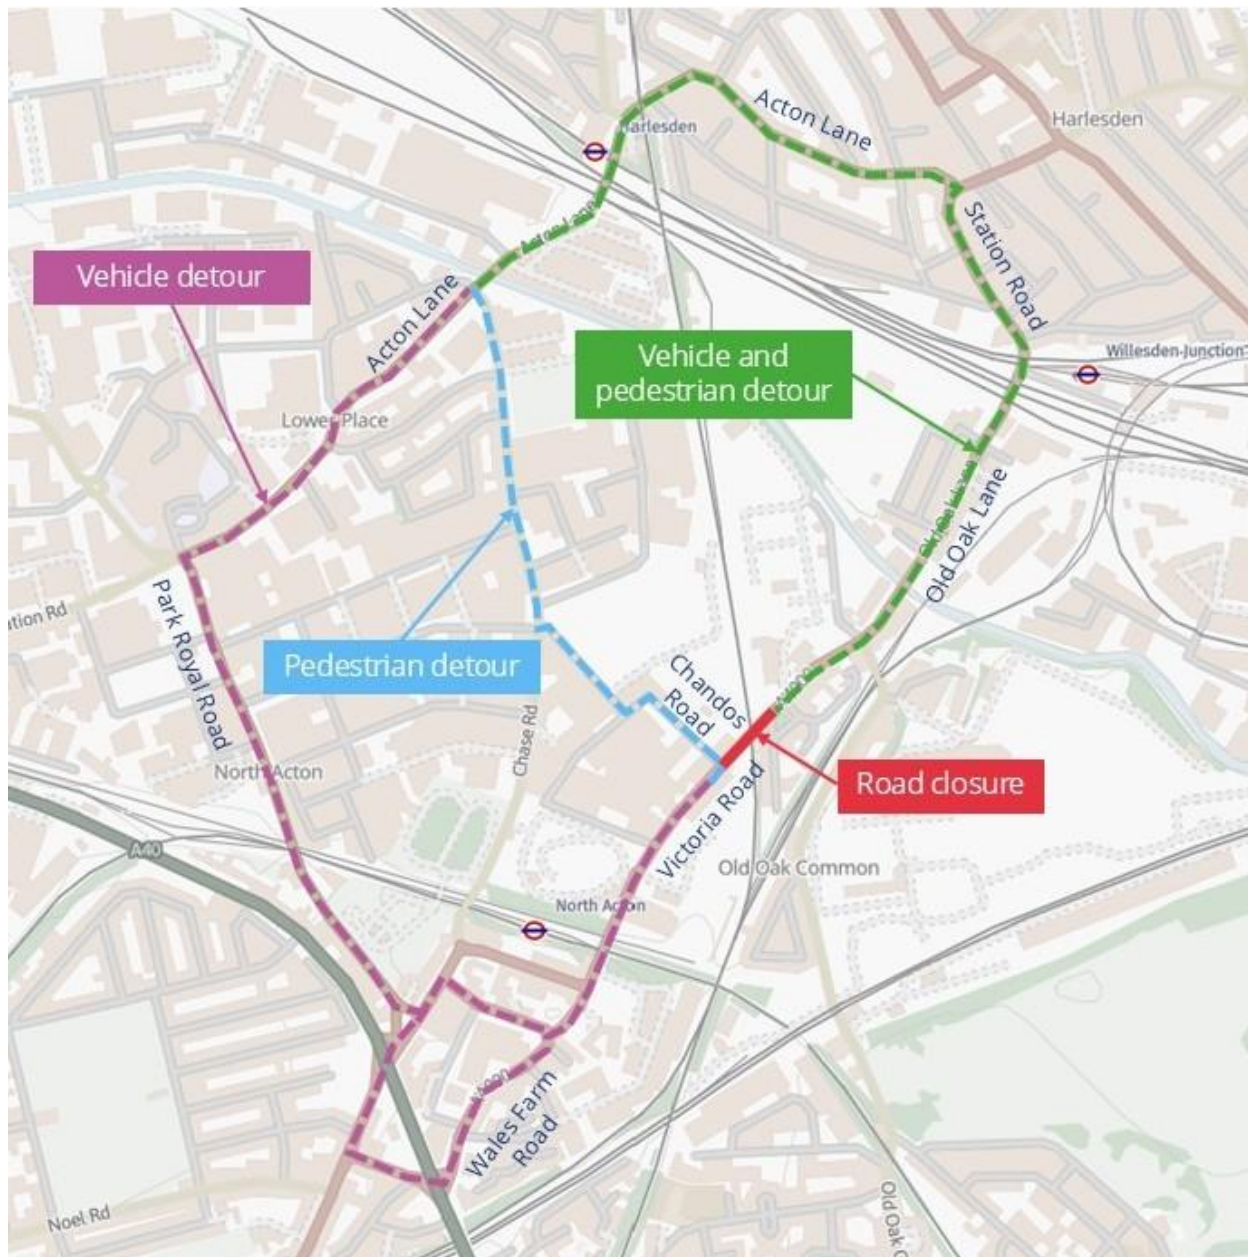 Acton Lane
Harlesden
Harlesden
Acton Lane
Station Road
Vehicle detour
Acton Lane
Vehicle and
pedestrian detour
Willesden-Junction
Lower Place
Old Oak Lane
Park Royal Road
Pedestrian detour
Chandos
Road
Chase Rd
North Acton
Road closure
Victoria Road
A40
Old Oak Common
North Acton
Wales Farm
Road
Noel Rd
Old Oak